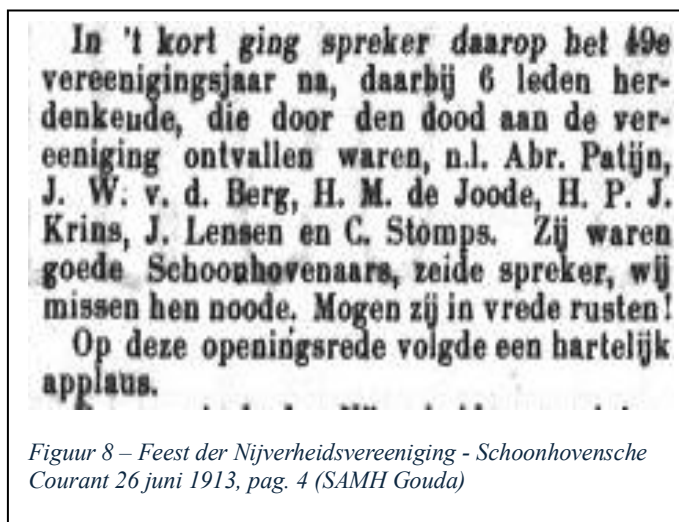 In 't kort ging spreker daarop het 49e
vereenigingsjaar na, daarbij 6 leden her-
denkende, die door den dood aan de ver-
eeniging ontvallen waren, n.l. Abr. Patijn,
J. W. v. d. Berg, H. M. de Joode, H. P. J.
Krins, J. Lensen en C. Stomps. Zij waren
goede Schoonhovenaars, zeide spreker, wij
missen hen noode. Mogen zij in vrede rusten!
Op deze openingsrede volgde een hartelijk
applaus.
Figuur 8 – Feest der Nijverheidsvereeniging - Schoonhovensche
Courant 26 juni 1913, pag. 4 (SAMH Gouda)